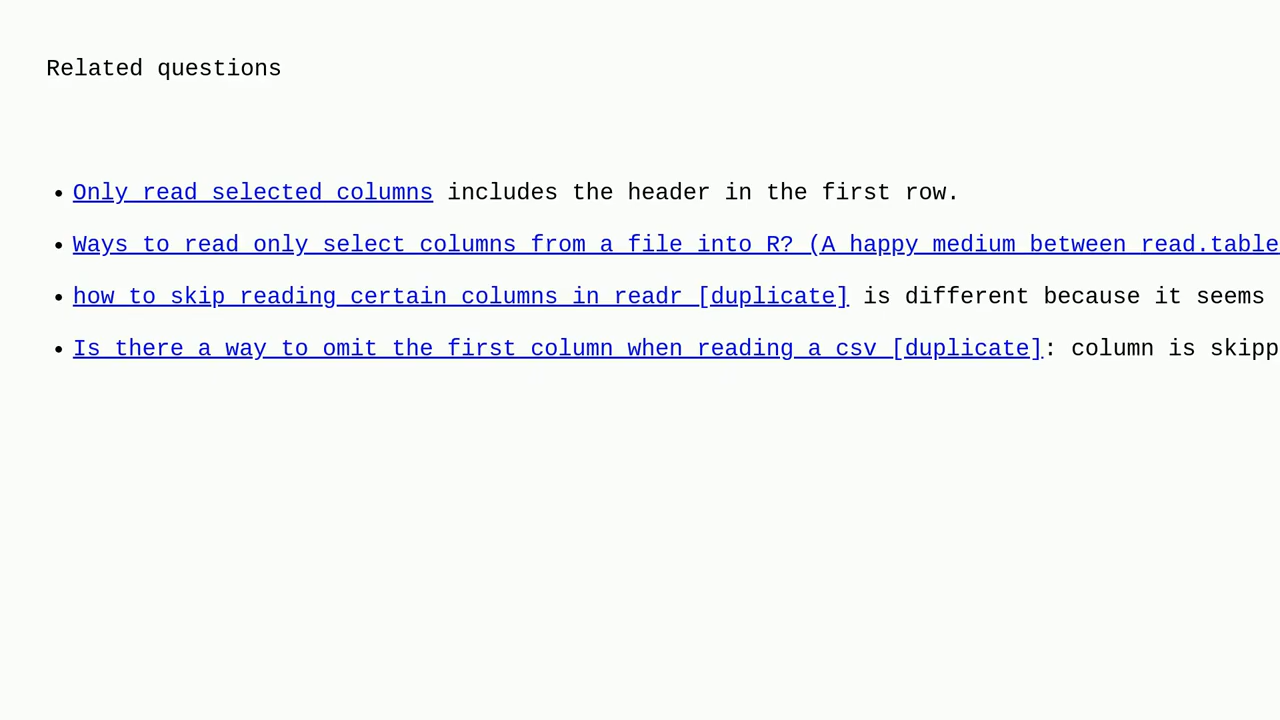 Related questions
• Only read selected columns includes the header in the first row.
• Ways to read only select columns from a file into R? (A happy medium between read.table
• how to skip reading certain columns in readr [duplicate] is different because it seems
• Is there a way to omit the first column when reading a csv [duplicate]: column is